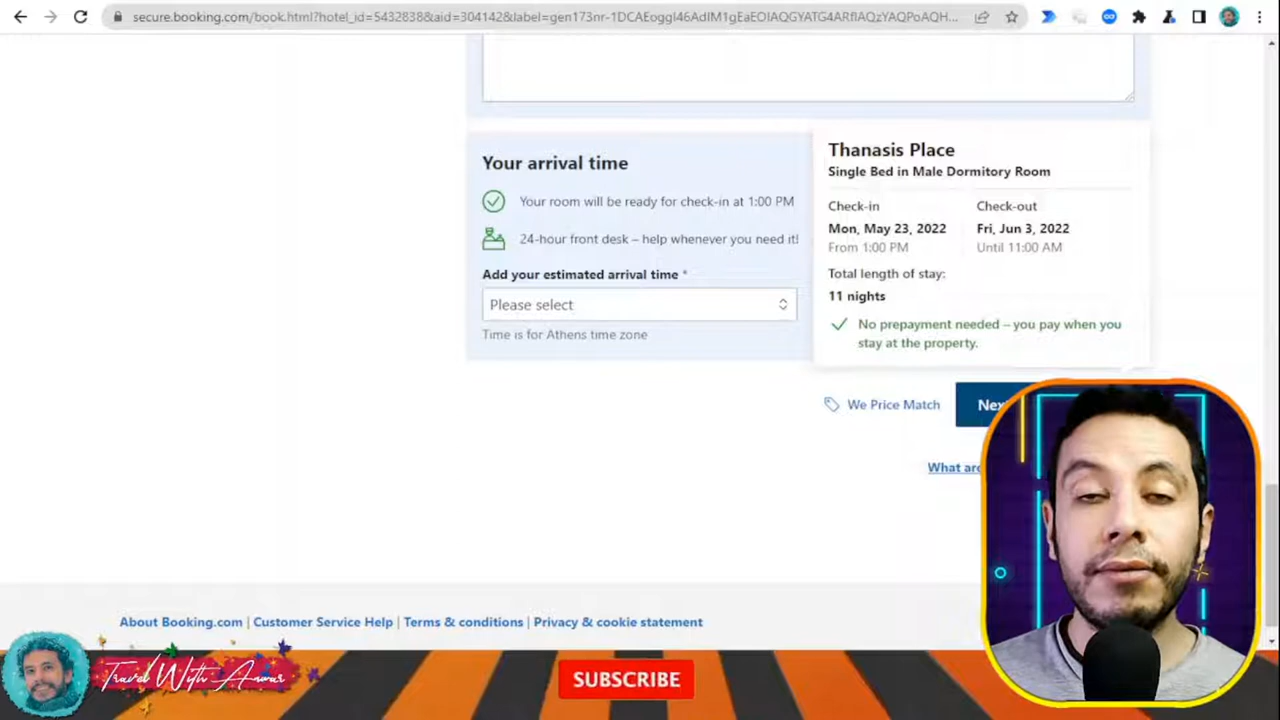 secure.booking.com/book.html?hotel_id=5432838&aid=304142&label=gen173nr-1DCAEoggI46AdIM1gEaEOIAQGYATG4ARfIAQzYAQPoAQH...
Your arrival time
Your room will be ready for check-in at 1:00 PM
24-hour front desk – help whenever you need it!
Add your estimated arrival time *
Please select
Time is for Athens time zone
Thanasis Place
Single Bed in Male Dormitory Room
Check-in
Check-out
Mon, May 23, 2022
Fri, Jun 3, 2022
From 1:00 PM
Until 11:00 AM
Total length of stay:
11 nights
No prepayment needed – you pay when you
stay at the property.
We Price Match
What
About Booking.com | Customer Service Help | Terms & conditions | Privacy & cookie statement
Travel With Anwar
SUBSCRIBE